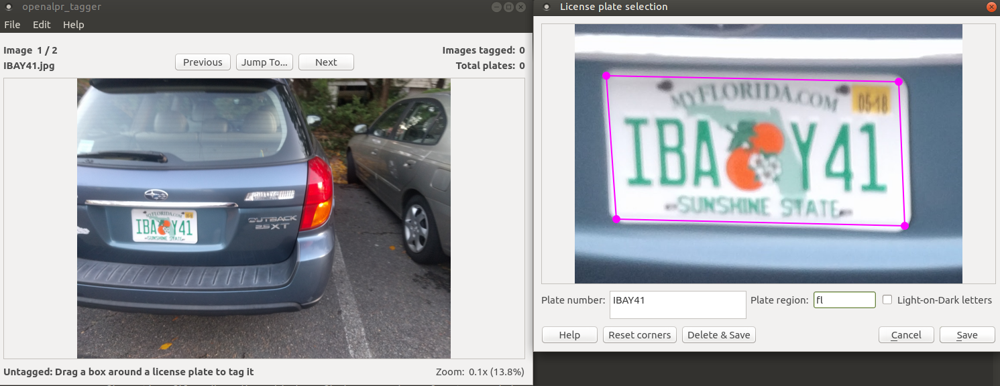 openalpr_tagger
File Edit Help
Image 1 / 2
IBAY41.jpg
Previous
Jump To...
Next
Images tagged: 0
Total plates: 0
MYFLORIDA.COM
IBA Y41
SUNSHINE STATE
OUTBACK
2.5 XT
Untagged: Drag a box around a license plate to tag it
Zoom: 0.1x (13.8%)
License plate selection
MYFLORIDA.COM
05-18
IBA Y41
SUNSHINE STATE
Plate number: IBAY41
Plate region: fl
Light-on-Dark letters
Help
Reset corners
Delete & Save
Cancel
Save